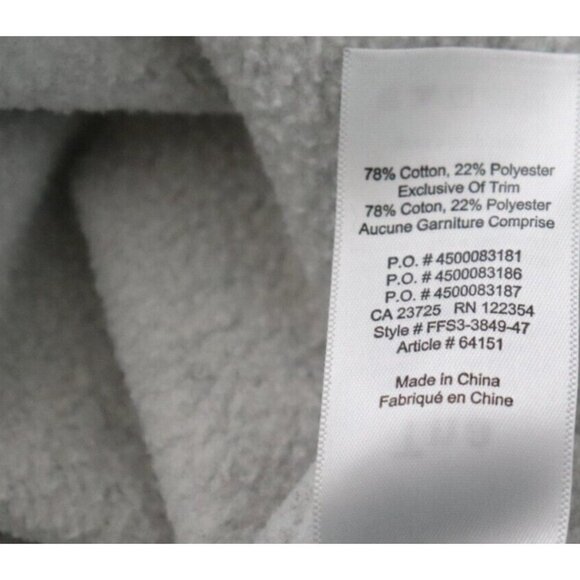 78% Cotton, 22% Polyester
Exclusive Of Trim
78% Coton, 22% Polyester
Aucune Garniture Comprise
P.O. # 4500083181
P.O. # 4500083186
P.O. # 4500083187
CA 23725 RN 122354
Style # FFS3-3849-47
Article # 64151
Made in China
Fabriqué en Chine